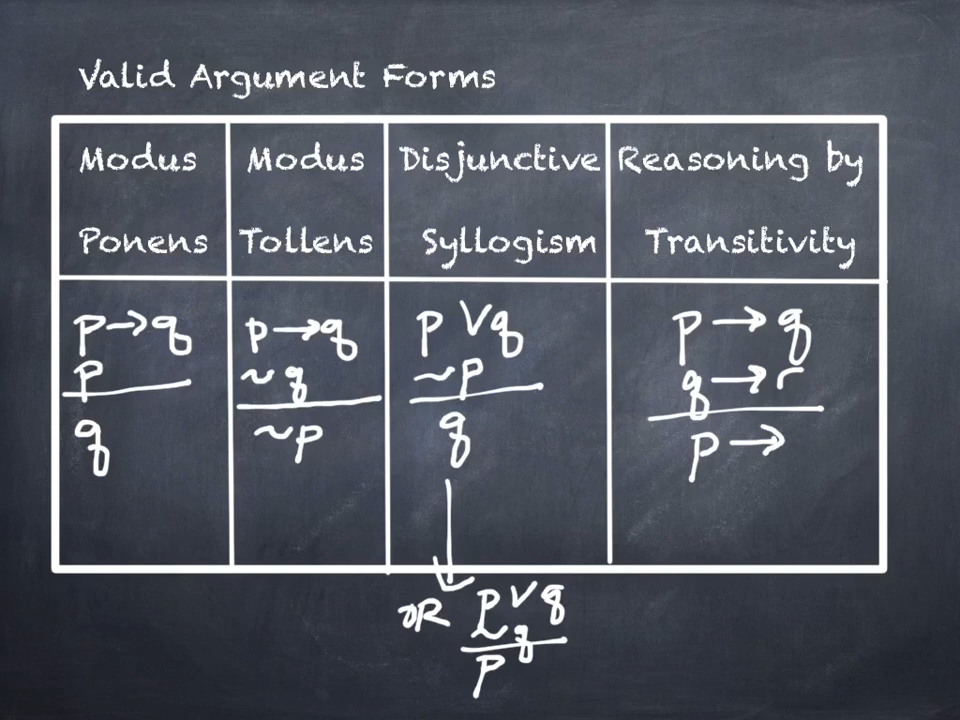 Valid Argument Forms
Modus
Ponens
Modus
Tollens
Disjunctive
Syllogism
Reasoning by
Transitivity
p→q
p
q
p→q
~q
~p
p∨q
~p
q
p→q
q→r
p→
OR p∨q
~q
p